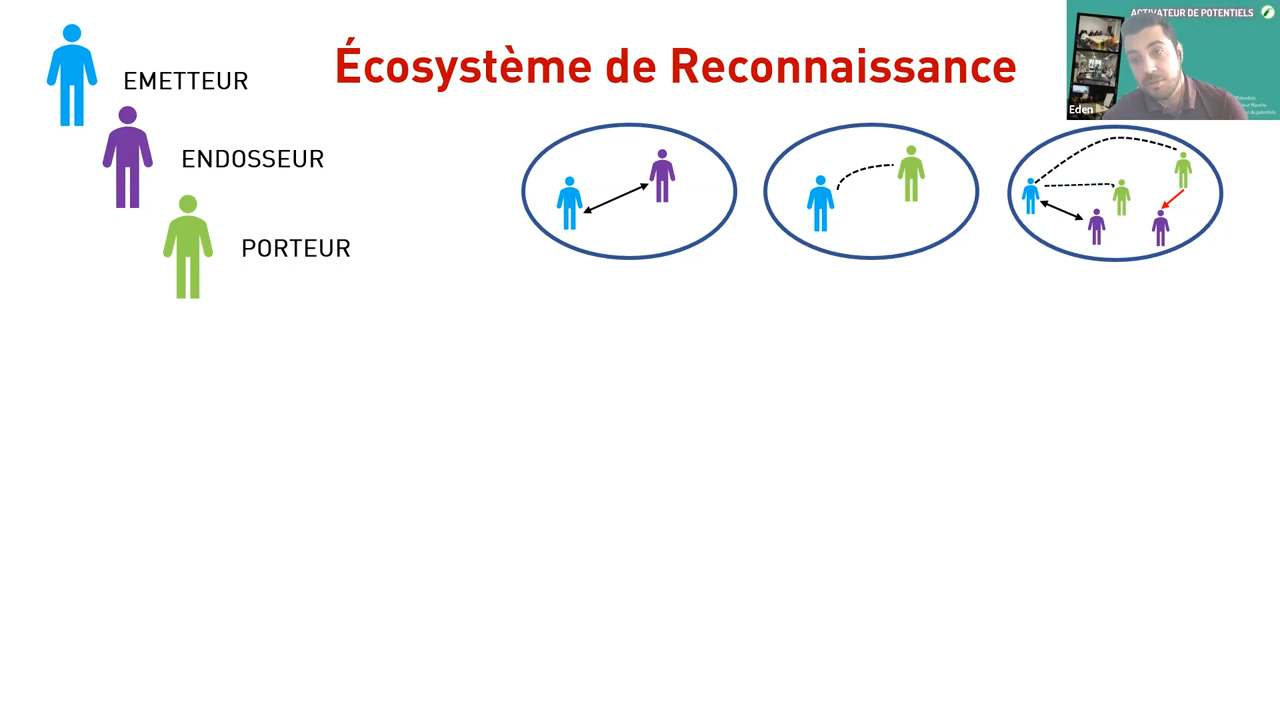 Écosystème de Reconnaissance
EMETTEUR
ENDOSSEUR
PORTEUR
ACTIVATEUR DE POTENTIELS
Eden